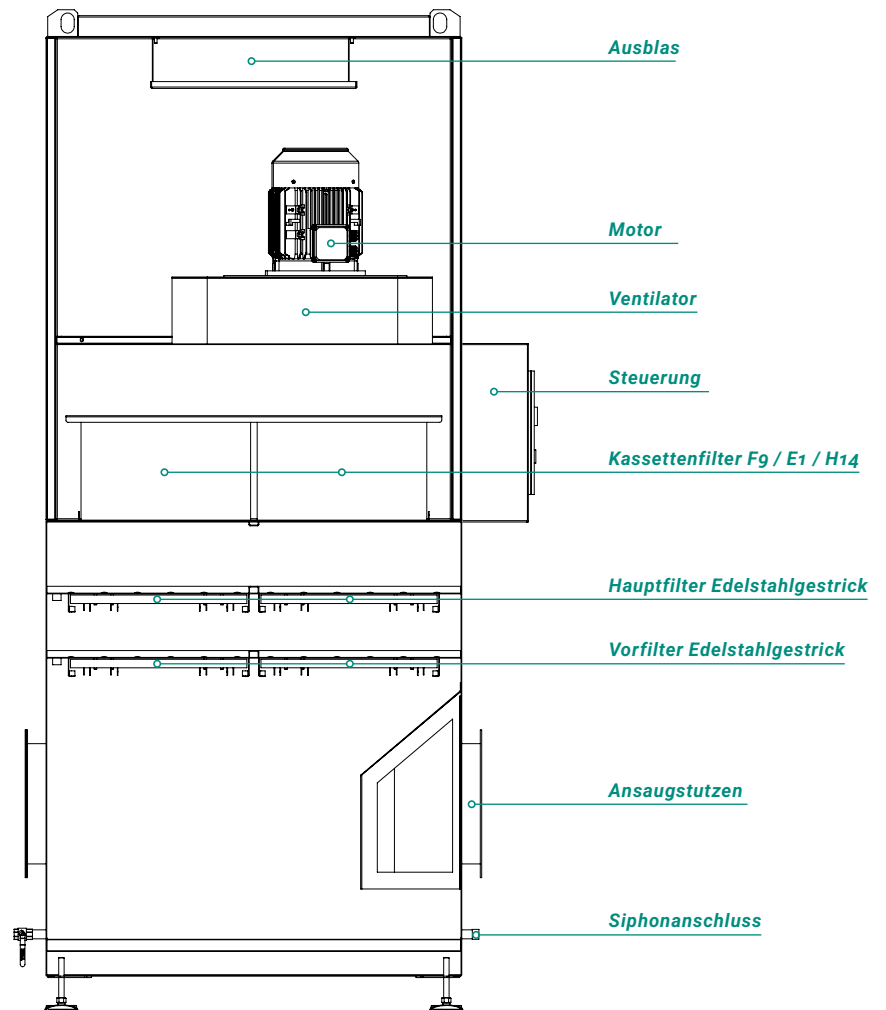 Ausblas
Motor
Ventilator
Steuerung
Kassettenfilter F9 / E1 / H14
Hauptfilter Edelstahlgestrick
Vorfilter Edelstahlgestrick
Ansaugstutzen
Siphonanschluss